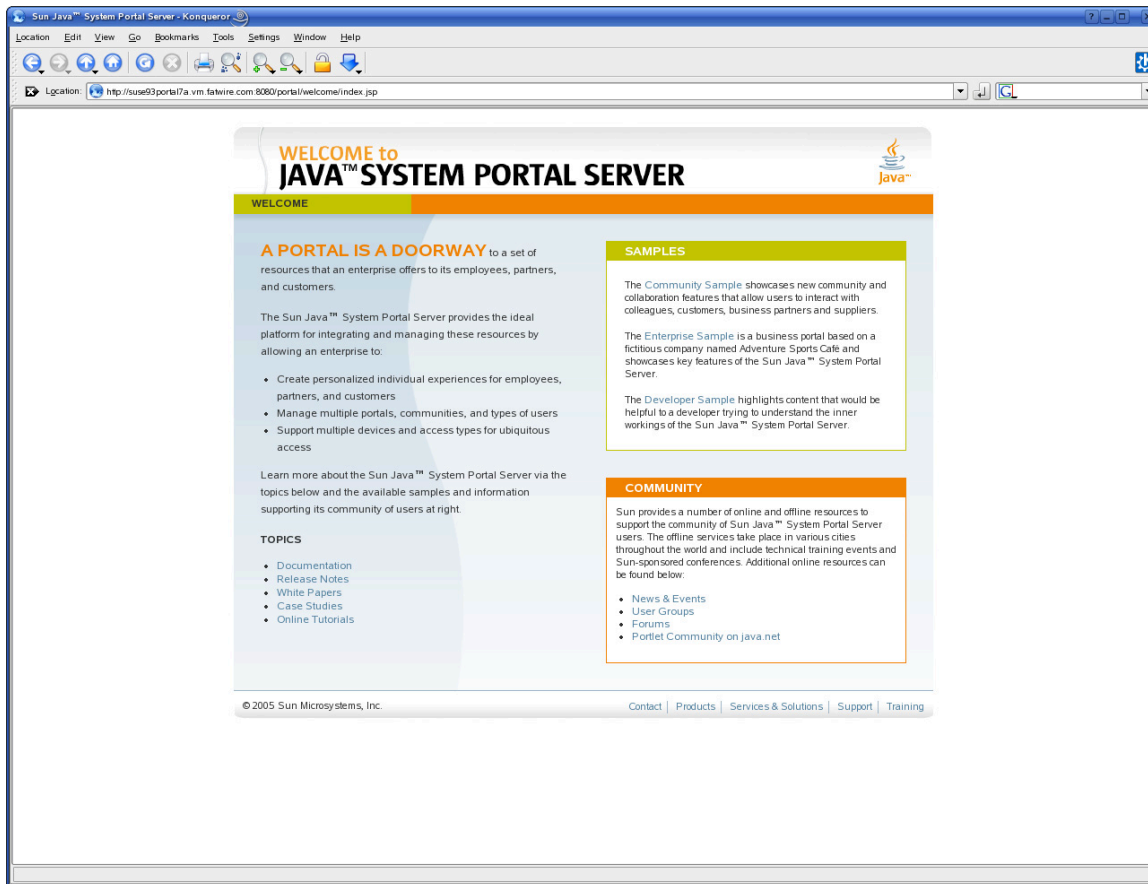 Sun Java™ System Portal Server - Konqueror
Location Edit View Go Bookmarks Tools Settings Window Help
Location: http://suse93portal7a.vm.fatwire.com:8080/portal/welcome/index.jsp
WELCOME to
JAVA™ SYSTEM PORTAL SERVER
Java™
WELCOME
A PORTAL IS A DOORWAY to a set of
resources that an enterprise offers to its employees, partners,
and customers.
The Sun Java™ System Portal Server provides the ideal
platform for integrating and managing these resources by
allowing an enterprise to:
Create personalized individual experiences for employees,
partners, and customers
Manage multiple portals, communities, and types of users
Support multiple devices and access types for ubiquitous
access
Learn more about the Sun Java™ System Portal Server via the
topics below and the available samples and information
supporting its community of users at right.
TOPICS
Documentation
Release Notes
White Papers
Case Studies
Online Tutorials
SAMPLES
The Community Sample showcases new community and
collaboration features that allow users to interact with
colleagues, customers, business partners and suppliers.
The Enterprise Sample is a business portal based on a
fictitious company named Adventure Sports Café and
showcases key features of the Sun Java™ System Portal
Server.
The Developer Sample highlights content that would be
helpful to a developer trying to understand the inner
workings of the Sun Java™ System Portal Server.
COMMUNITY
Sun provides a number of online and offline resources to
support the community of Sun Java™ System Portal Server
users. The offline services take place in various cities
throughout the world and include technical training events and
Sun-sponsored conferences. Additional online resources can
be found below:
News & Events
User Groups
Forums
Portlet Community on java.net
© 2005 Sun Microsystems, Inc.
Contact | Products | Services & Solutions | Support | Training